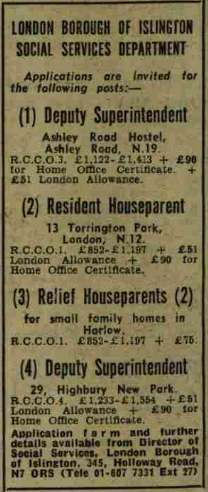 LONDON BOROUGH OF ISLINGTON
SOCIAL SERVICES DEPARTMENT
Applications are invited for
the following posts:—
(1) Deputy Superintendent
Ashley Road Hostel,
Ashley Road, N.19.
R.C.C.O.3. £1,122-£1,413 + £90
for Home Office Certificate. +
£51 London Allowance.
(2) Resident Houseparent
13 Torrington Park,
London, N.12.
R.C.C.O.1. £852-£1,197 + £51
London Allowance + £90 for
Home Office Certificate.
(3) Relief Houseparents (2)
for small family homes in
Harlow.
R.C.C.O.1. £852-£1,197 + £75.
(4) Deputy Superintendent
29, Highbury New Park.
R.C.C.O.4. £1,233-£1,554 + £51
London Allowance + £90 for
Home Office Certificate.
Application form and further
details available from Director of
Social Services, London Borough
of Islington, 345, Holloway Road,
N7 0RS (Tele 01-607 7331 Ext 27)